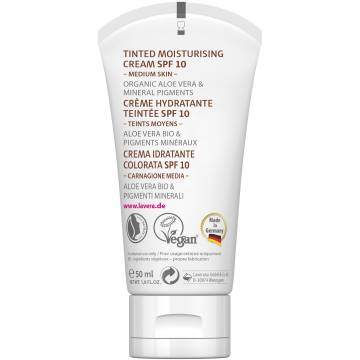 TINTED MOISTURISING
CREAM SPF 10
– MEDIUM SKIN –
ORGANIC ALOE VERA &
MINERAL PIGMENTS
CRÈME HYDRATANTE
TEINTÉE SPF 10
– TEINTS MOYENS –
ALOE VERA BIO &
PIGMENTS MINÉRAUX
CREMA IDRATANTE
COLORATA SPF 10
– CARNAGIONE MEDIA –
ALOE VERA BIO &
PIGMENTI MINERALI
www.lavera.de
Vegan
Made in
Germany
50 ml